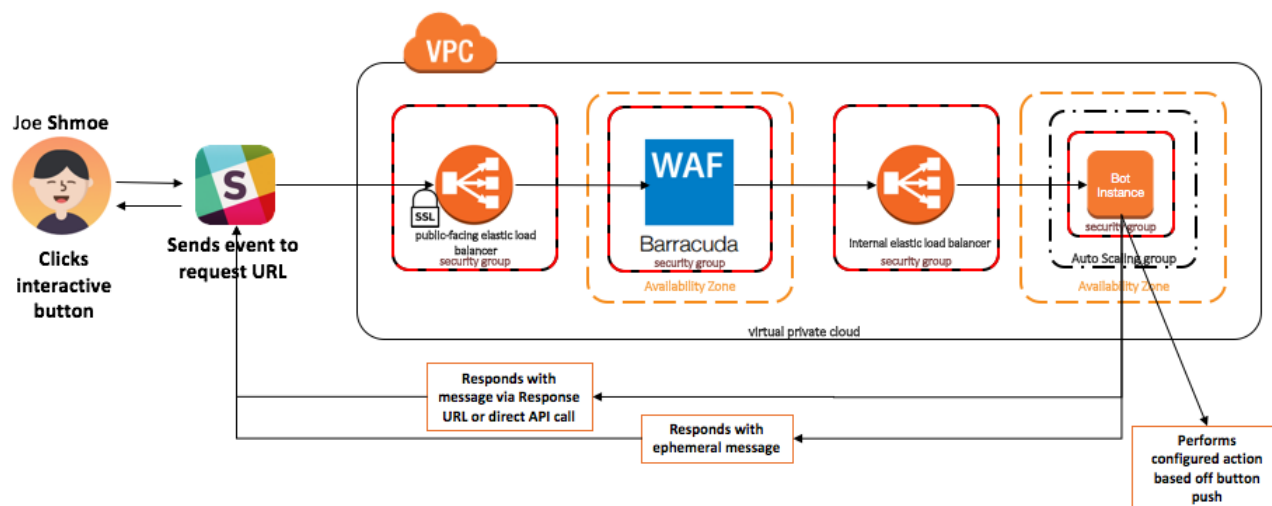 VPC
Joe Shmoe
Clicks
interactive
button
S
Sends event to
request URL
SSL
public-facing elastic load
balancer
security group
WAF
Barracuda
security group
Availability Zone
Internal elastic load balancer
security group
Bot
Instance
security group
Auto Scaling group
Availability Zone
virtual private cloud
Responds with
message via Response
URL or direct API call
Responds with
ephemeral message
Performs
configured action
based off button
push